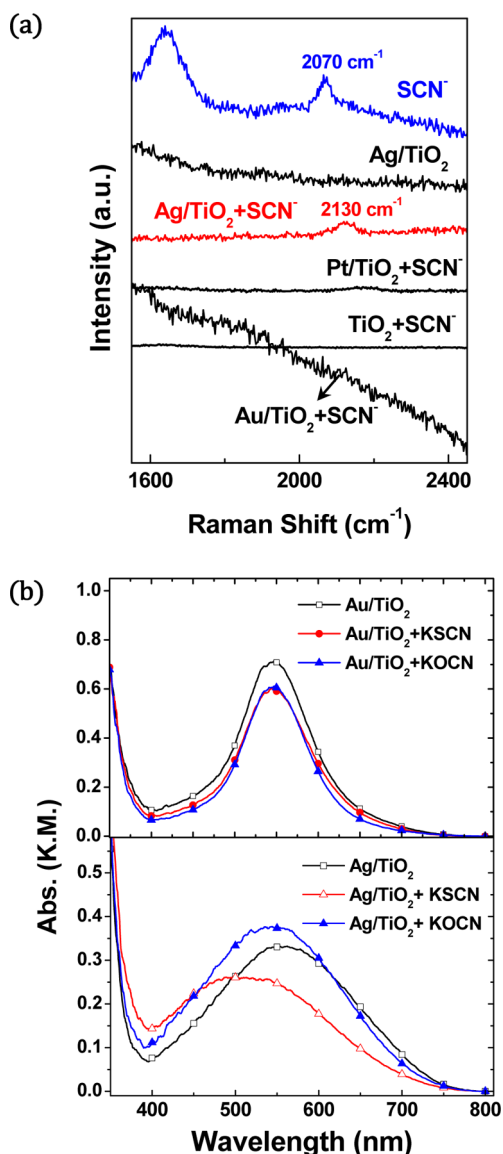 (a)
2070 cm⁻¹
SCN⁻
Ag/TiO₂
Ag/TiO₂+SCN⁻
2130 cm⁻¹
Pt/TiO₂+SCN⁻
TiO₂+SCN⁻
Au/TiO₂+SCN⁻
Intensity (a.u.)
1600 2000 2400
Raman Shift (cm⁻¹)
(b)
1.0
0.8
0.6
0.4
0.2
0.0
Au/TiO₂
Au/TiO₂+KSCN
Au/TiO₂+KOCN
Abs. (K.M.)
0.5
0.4
0.3
0.2
0.1
0.0
Ag/TiO₂
Ag/TiO₂+ KSCN
Ag/TiO₂+ KOCN
400 500 600 700 800
Wavelength (nm)